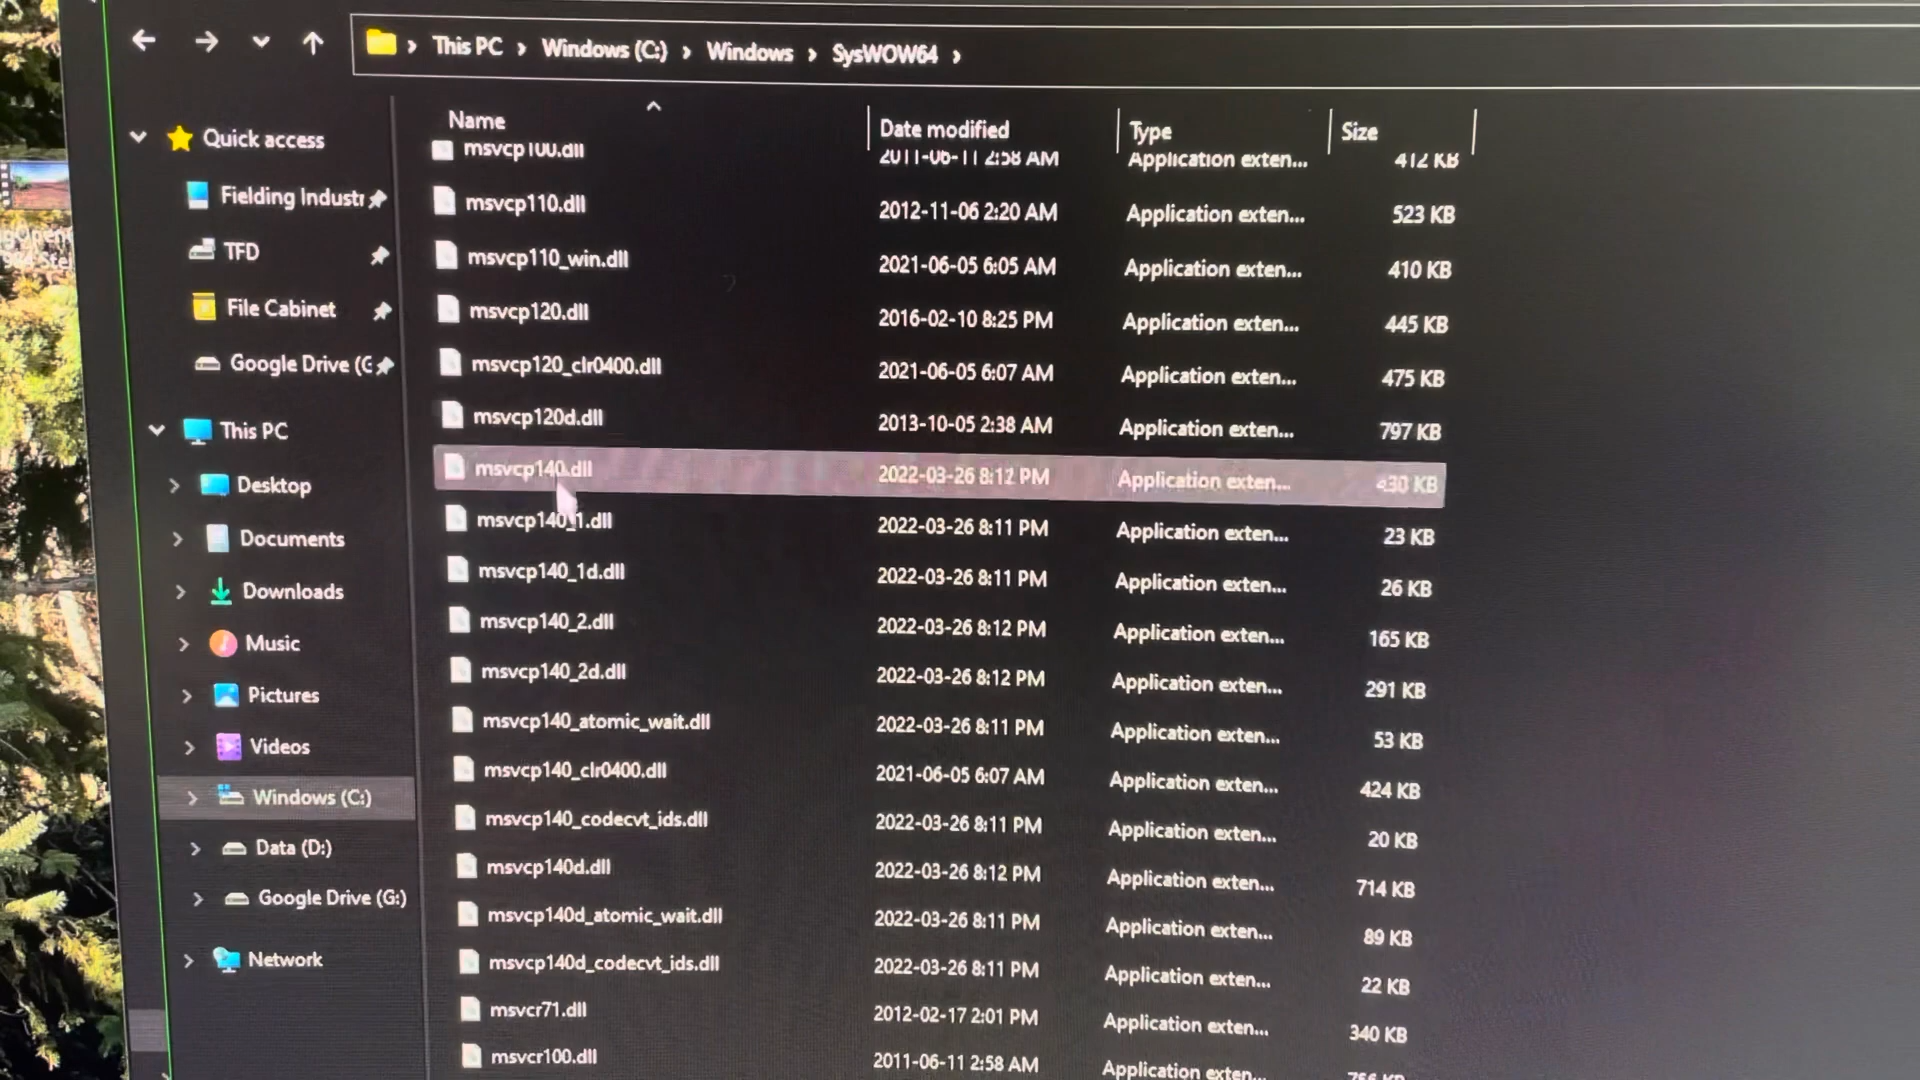 This PC > Windows (C:) > Windows > SysWOW64 >
Name Date modified Type Size
msvcp100.dll 2011-06-11 2:58 AM Application exten... 412 KB
msvcp110.dll 2012-11-06 2:20 AM Application exten... 523 KB
msvcp110_win.dll 2021-06-05 6:05 AM Application exten... 410 KB
msvcp120.dll 2016-02-10 8:25 PM Application exten... 445 KB
msvcp120_clr0400.dll 2021-06-05 6:07 AM Application exten... 475 KB
msvcp120d.dll 2013-10-05 2:38 AM Application exten... 797 KB
msvcp140.dll 2022-03-26 8:12 PM Application exten... 430 KB
msvcp140_1.dll 2022-03-26 8:11 PM Application exten... 23 KB
msvcp140_1d.dll 2022-03-26 8:11 PM Application exten... 26 KB
msvcp140_2.dll 2022-03-26 8:12 PM Application exten... 165 KB
msvcp140_2d.dll 2022-03-26 8:12 PM Application exten... 291 KB
msvcp140_atomic_wait.dll 2022-03-26 8:11 PM Application exten... 53 KB
msvcp140_clr0400.dll 2021-06-05 6:07 AM Application exten... 424 KB
msvcp140_codecvt_ids.dll 2022-03-26 8:11 PM Application exten... 20 KB
msvcp140d.dll 2022-03-26 8:12 PM Application exten... 714 KB
msvcp140d_atomic_wait.dll 2022-03-26 8:11 PM Application exten... 89 KB
msvcp140d_codecvt_ids.dll 2022-03-26 8:11 PM Application exten... 22 KB
msvcr71.dll 2012-02-17 2:01 PM Application exten... 340 KB
msvcr100.dll 2011-06-11 2:58 AM Application exten...
Quick access
Fielding Industr
TFD
File Cabinet
Google Drive (G
This PC
Desktop
Documents
Downloads
Music
Pictures
Videos
Windows (C:)
Data (D:)
Google Drive (G:)
Network